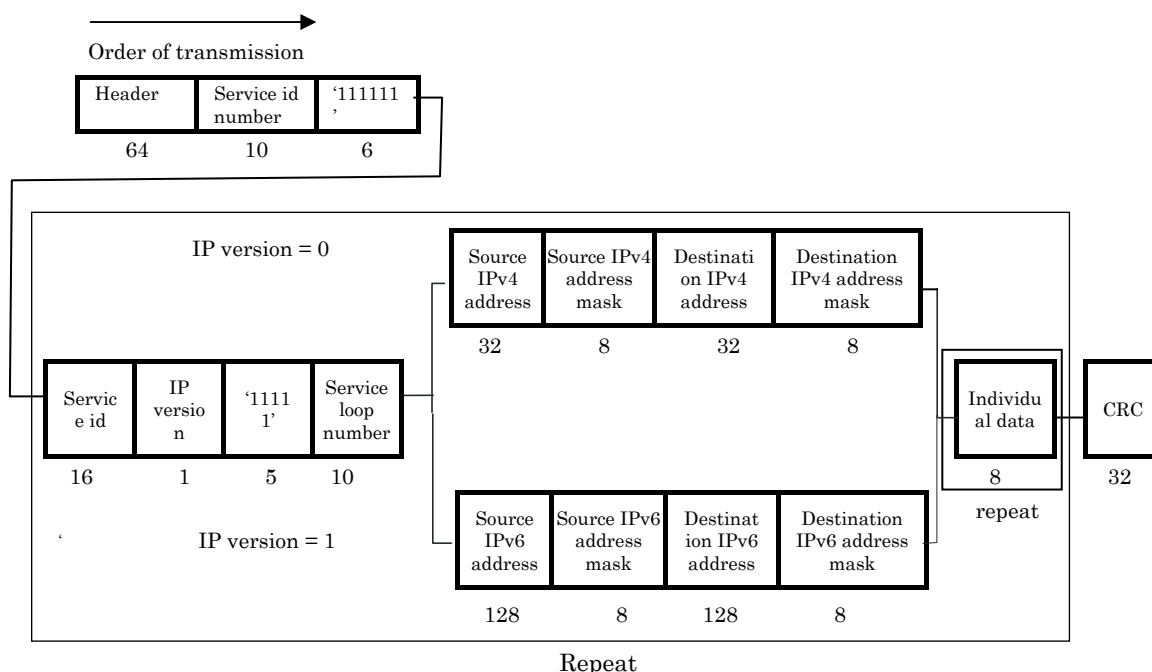 Order of transmission
Header
Service id
number
‘111111
’
64
10
6
IP version = 0
Source
IPv4
address
Source IPv4
address
mask
Destinati
on IPv4
address
Destination
IPv4 address
mask
32
8
32
8
Servic
e id
IP
versio
n
‘1111
1’
Service
loop
number
16
1
5
10
Individu
al data
8
repeat
CRC
32
‘
IP version = 1
Source
IPv6
address
Source IPv6
address
mask
Destinat
ion IPv6
address
Destination
IPv6 address
mask
128
8
128
8
Repeat